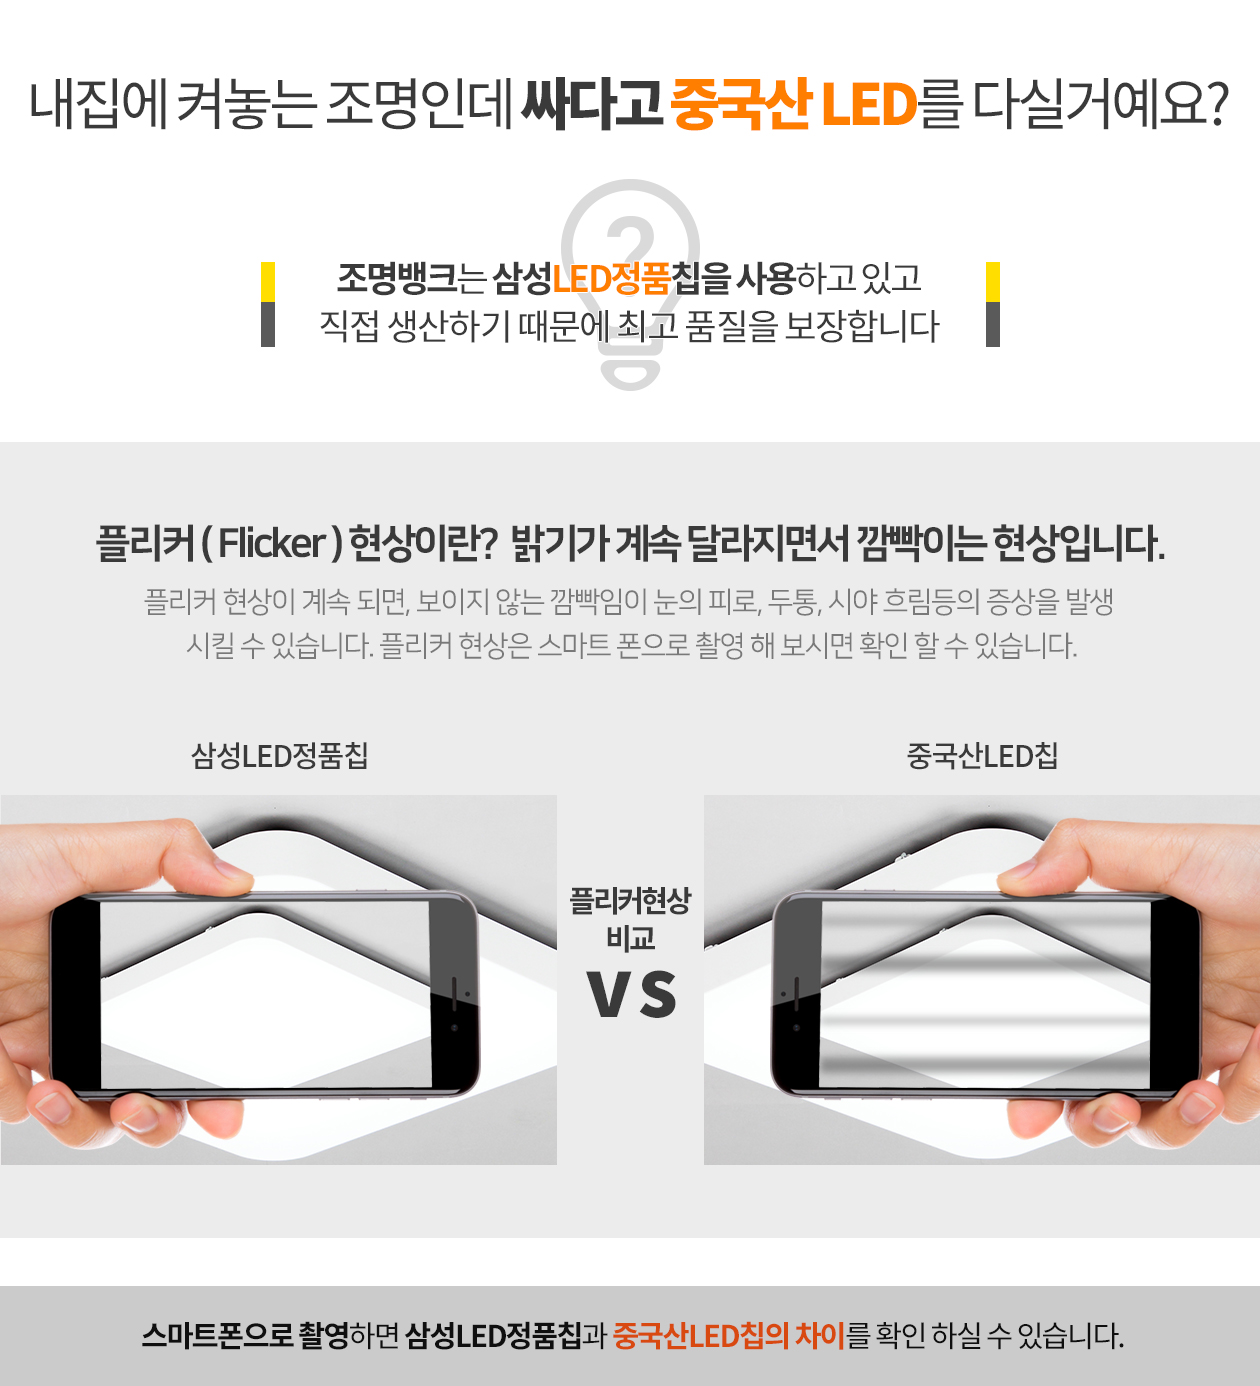 내집에 켜놓는 조명인데 싸다고 중국산 LED를 다실거예요?
?
조명뱅크는 삼성LED정품칩을 사용하고 있고
직접 생산하기 때문에 최고 품질을 보장합니다
플리커 ( Flicker ) 현상이란? 밝기가 계속 달라지면서 깜빡이는 현상입니다.
플리커 현상이 계속 되면, 보이지 않는 깜빡임이 눈의 피로, 두통, 시야 흐림등의 증상을 발생
시킬 수 있습니다. 플리커 현상은 스마트 폰으로 촬영 해 보시면 확인 할 수 있습니다.
삼성LED정품칩
중국산LED칩
플리커현상
비교
VS
스마트폰으로 촬영하면 삼성LED정품칩과 중국산LED칩의 차이를 확인 하실 수 있습니다.